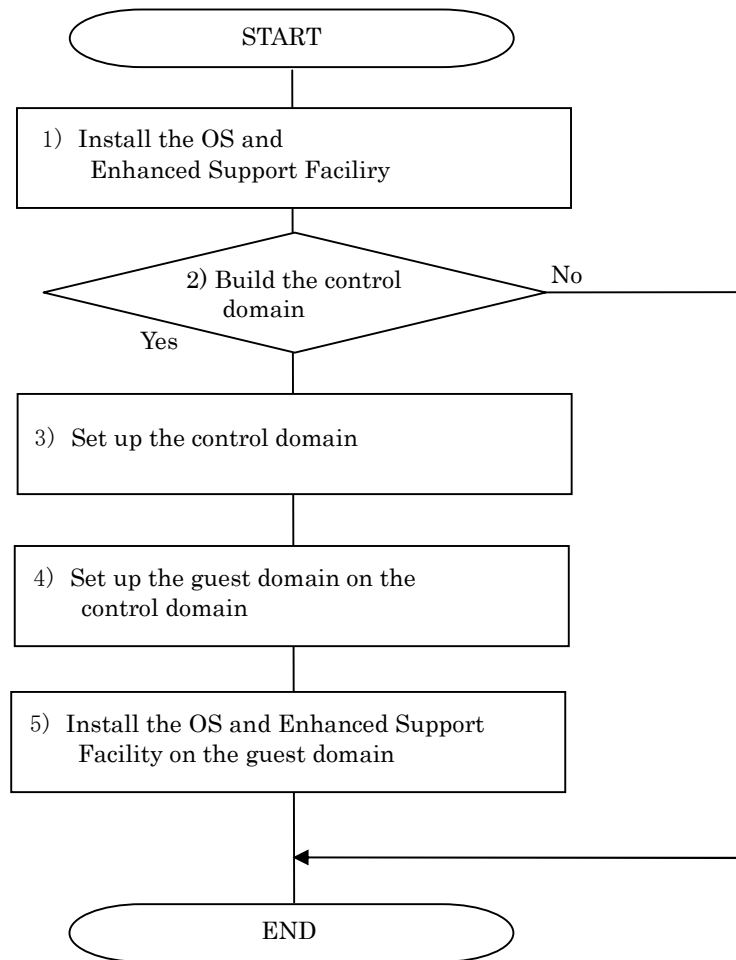 START
1) Install the OS and
Enhanced Support Faciliry
2) Build the control
domain
No
Yes
3) Set up the control domain
4) Set up the guest domain on the
control domain
5) Install the OS and Enhanced Support
Facility on the guest domain
END